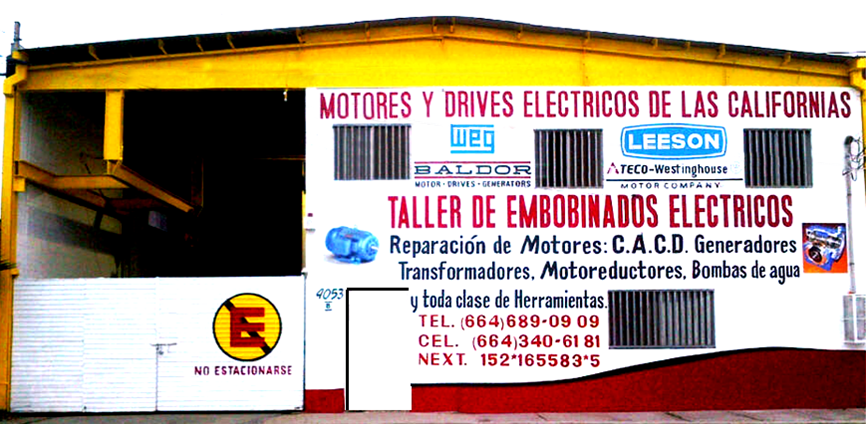 MOTORES Y DRIVES ELECTRICOS DE LAS CALIFORNIAS
WEG
LEESON
BALDOR
MOTOR · DRIVES · GENERATORS
TECO-Westinghouse
MOTOR COMPANY
TALLER DE EMBOBINADOS ELECTRICOS
Reparación de Motores: C.A.C.D. Generadores
Transformadores, Motoreductores, Bombas de agua
y toda clase de Herramientas.
4053
B
TEL. (664)689-09 09
CEL. (664)340-61 81
NEXT. 152*165583*5
E
NO ESTACIONARSE